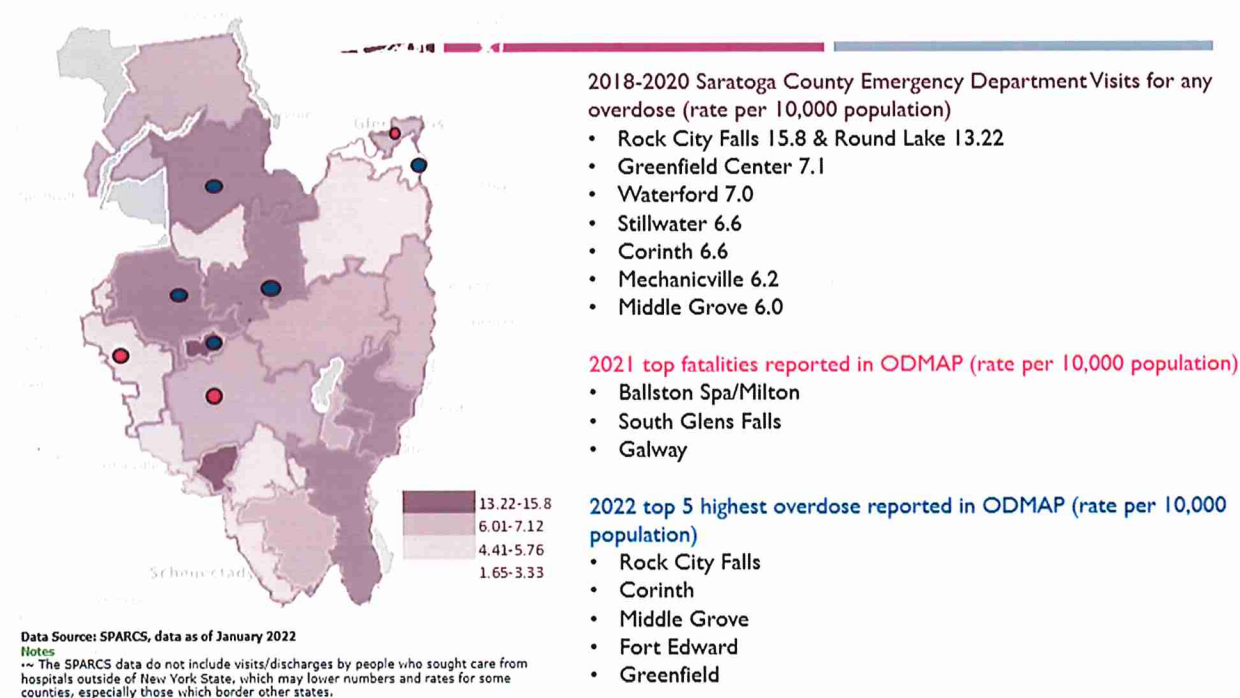 2018-2020 Saratoga County Emergency Department Visits for any
overdose (rate per 10,000 population)
• Rock City Falls 15.8 & Round Lake 13.22
• Greenfield Center 7.1
• Waterford 7.0
• Stillwater 6.6
• Corinth 6.6
• Mechanicville 6.2
• Middle Grove 6.0
2021 top fatalities reported in ODMAP (rate per 10,000 population)
• Ballston Spa/Milton
• South Glens Falls
• Galway
2022 top 5 highest overdose reported in ODMAP (rate per 10,000
population)
• Rock City Falls
• Corinth
• Middle Grove
• Fort Edward
• Greenfield
13.22-15.8
6.01-7.12
4.41-5.76
1.65-3.33
Schenectady
Data Source: SPARCS, data as of January 2022
Notes
•~ The SPARCS data do not include visits/discharges by people who sought care from
hospitals outside of New York State, which may lower numbers and rates for some
counties, especially those which border other states.